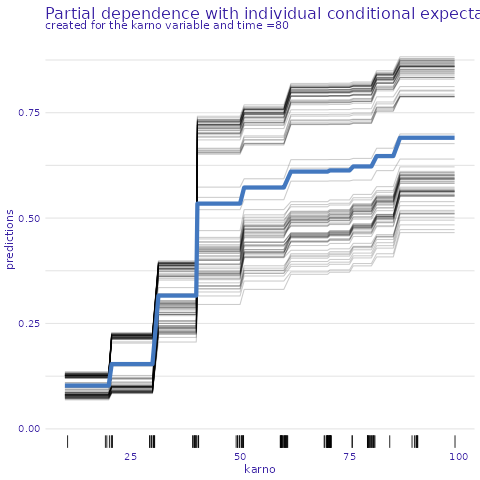 Partial dependence with individual conditional expecta
created for the karno variable and time =80
0.75
0.50
0.25
0.00
predictions
25
50
75
100
karno